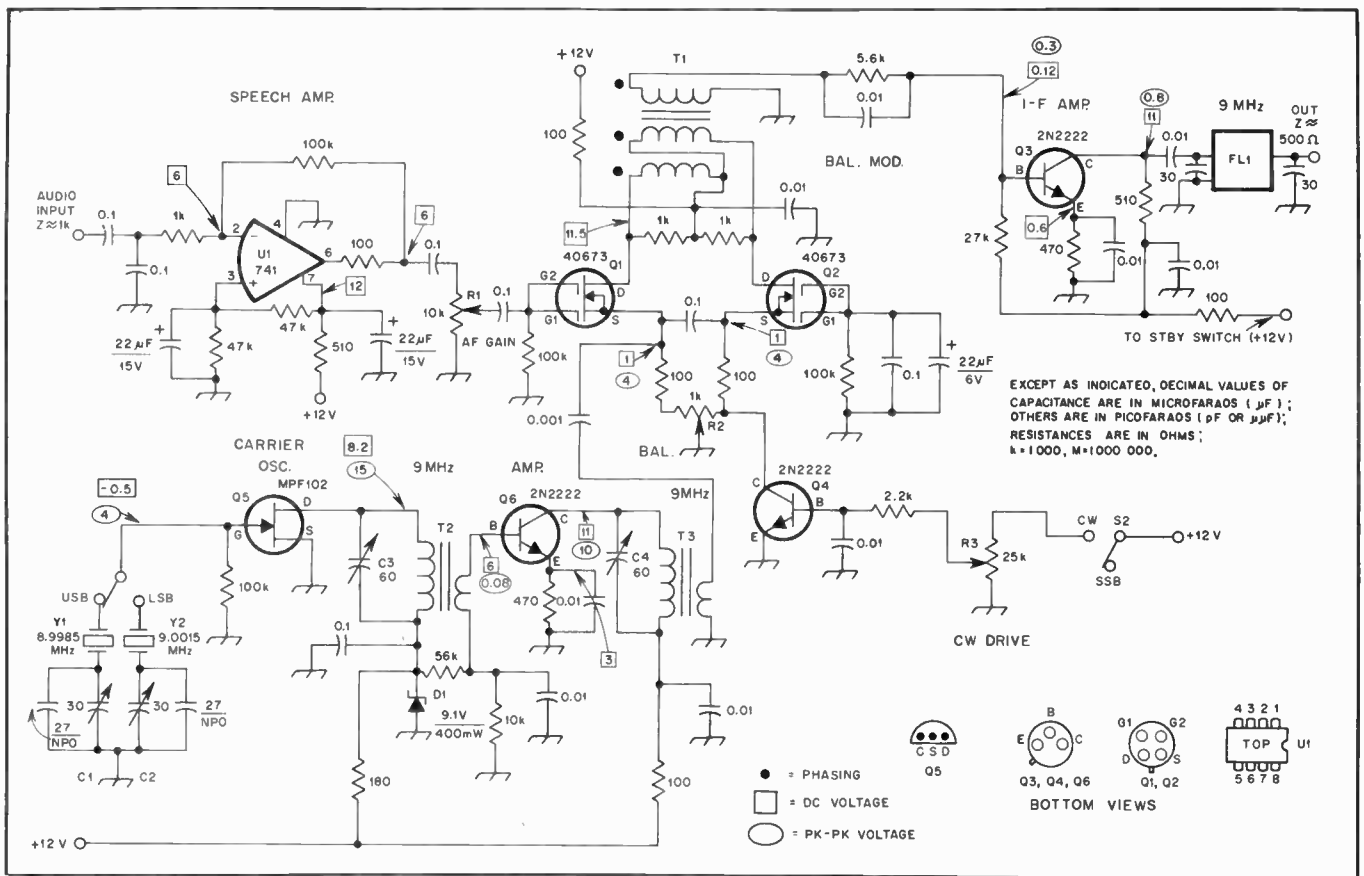 SPEECH AMP.
100k
6
AUDIO
INPUT
Z≈1k
0.1
1k
0.1
2
-
4
U1
741
3
+
6
7
100
6
12
0.1
R1
10k
AF GAIN
47k
47k
22µF
15V
510
22µF
15V
+12V
+12V
100
T1
11.5
1k
1k
0.01
BAL. MOD.
5.6k
0.01
0.1
40673
Q1
G2
G1
D
S
100k
0.1
40673
Q2
D
G2
S
G1
1
4
1
4
100
100
1k
R2
BAL.
100k
0.1
22µF
6V
0.001
0.3
0.12
I-F AMP.
2N2222
Q3
B
C
E
0.6
11
0.01
30
9 MHz
FL1
OUT
Z≈
500 Ω
30
27k
0.6
470
0.01
510
0.01
100
TO STBY SWITCH (+12V)
EXCEPT AS INDICATED, DECIMAL VALUES OF
CAPACITANCE ARE IN MICROFARAOS ( µF ) ;
OTHERS ARE IN PICOFARAOS ( pF OR µµF);
RESISTANCES ARE IN OHMS ;
k=1000, M=1000 000.
CARRIER
OSC.
MPF102
Q5
G
D
S
-0.5
4
100k
USB
LSB
Y1
8.9985
MHz
Y2
9.0015
MHz
27
NPO
30
30
27
NPO
C1
C2
8.2
15
9 MHz
C3
60
T2
0.1
56k
D1
9.1V
400mW
10k
0.01
180
AMP.
2N2222
Q6
B
C
E
6
0.08
470
0.01
3
11
10
C4
60
9MHz
T3
0.01
100
+12 V
2N2222
Q4
C
B
E
0.01
2.2k
R3
25k
CW
S2
SSB
+12V
CW DRIVE
● = PHASING
□ = DC VOLTAGE
= PK-PK VOLTAGE
G S D
Q5
B
E
C
Q3, Q4, Q6
G1
G2
D
S
Q1, Q2
BOTTOM VIEWS
4 3 2 1
TOP
U1
5 6 7 8